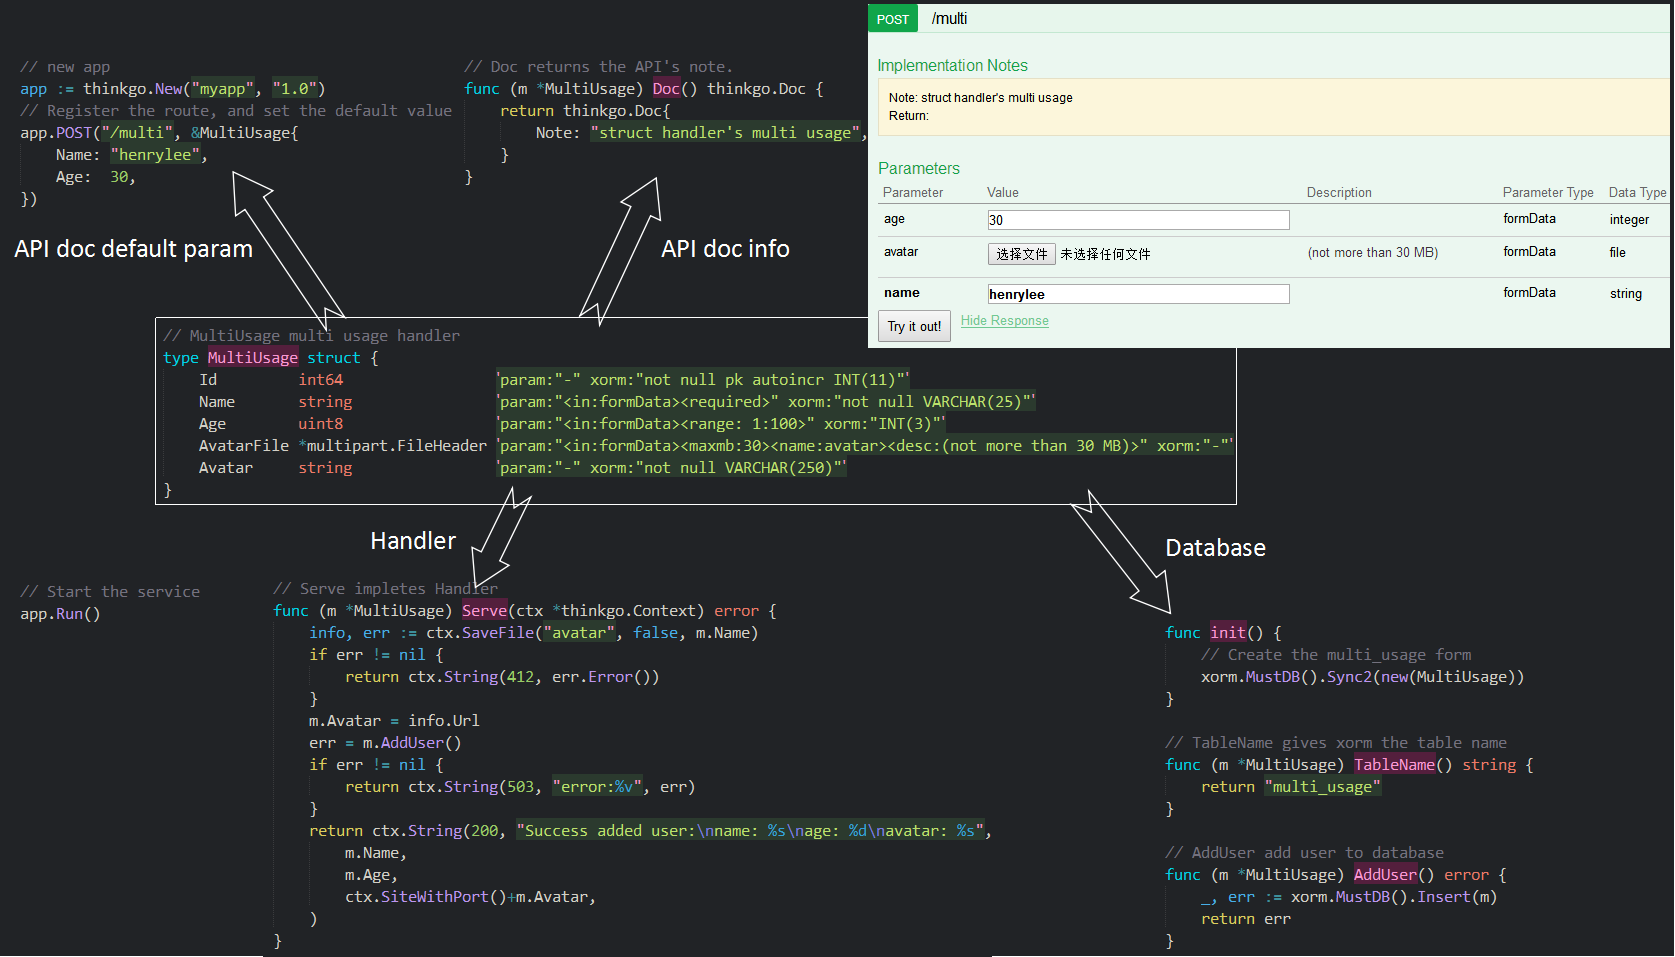 // new app
app := thinkgo.New("myapp", "1.0")
// Register the route, and set the default value
app.POST("/multi", &MultiUsage{
    Name: "henrylee",
    Age:  30,
})
API doc default param
// Doc returns the API's note.
func (m *MultiUsage) Doc() thinkgo.Doc {
    return thinkgo.Doc{
        Note: "struct handler's multi usage",
    }
}
API doc info
POST /multi
Implementation Notes
Note: struct handler's multi usage
Return:
Parameters
Parameter Value Description Parameter Type Data Type
age 30 formData integer
avatar 选择文件 未选择任何文件 (not more than 30 MB) formData file
name henrylee formData string
Try it out! Hide Response
// MultiUsage multi usage handler
type MultiUsage struct {
    Id         int64                 'param:"-" xorm:"not null pk autoincr INT(11)"'
    Name       string                'param:"<in:formData><required>" xorm:"not null VARCHAR(25)"'
    Age        uint8                 'param:"<in:formData><range: 1:100>" xorm:"INT(3)"'
    AvatarFile *multipart.FileHeader 'param:"<in:formData><maxmb:30><name:avatar><desc:(not more than 30 MB)>" xorm:"-"'
    Avatar     string                'param:"-" xorm:"not null VARCHAR(250)"'
}
Handler
Database
// Start the service
app.Run()
// Serve impletes Handler
func (m *MultiUsage) Serve(ctx *thinkgo.Context) error {
    info, err := ctx.SaveFile("avatar", false, m.Name)
    if err != nil {
        return ctx.String(412, err.Error())
    }
    m.Avatar = info.Url
    err = m.AddUser()
    if err != nil {
        return ctx.String(503, "error:%v", err)
    }
    return ctx.String(200, "Success added user:\nname: %s\nage: %d\navatar: %s",
        m.Name,
        m.Age,
        ctx.SiteWithPort()+m.Avatar,
    )
}
func init() {
    // Create the multi_usage form
    xorm.MustDB().Sync2(new(MultiUsage))
}
// TableName gives xorm the table name
func (m *MultiUsage) TableName() string {
    return "multi_usage"
}
// AddUser add user to database
func (m *MultiUsage) AddUser() error {
    _, err := xorm.MustDB().Insert(m)
    return err
}